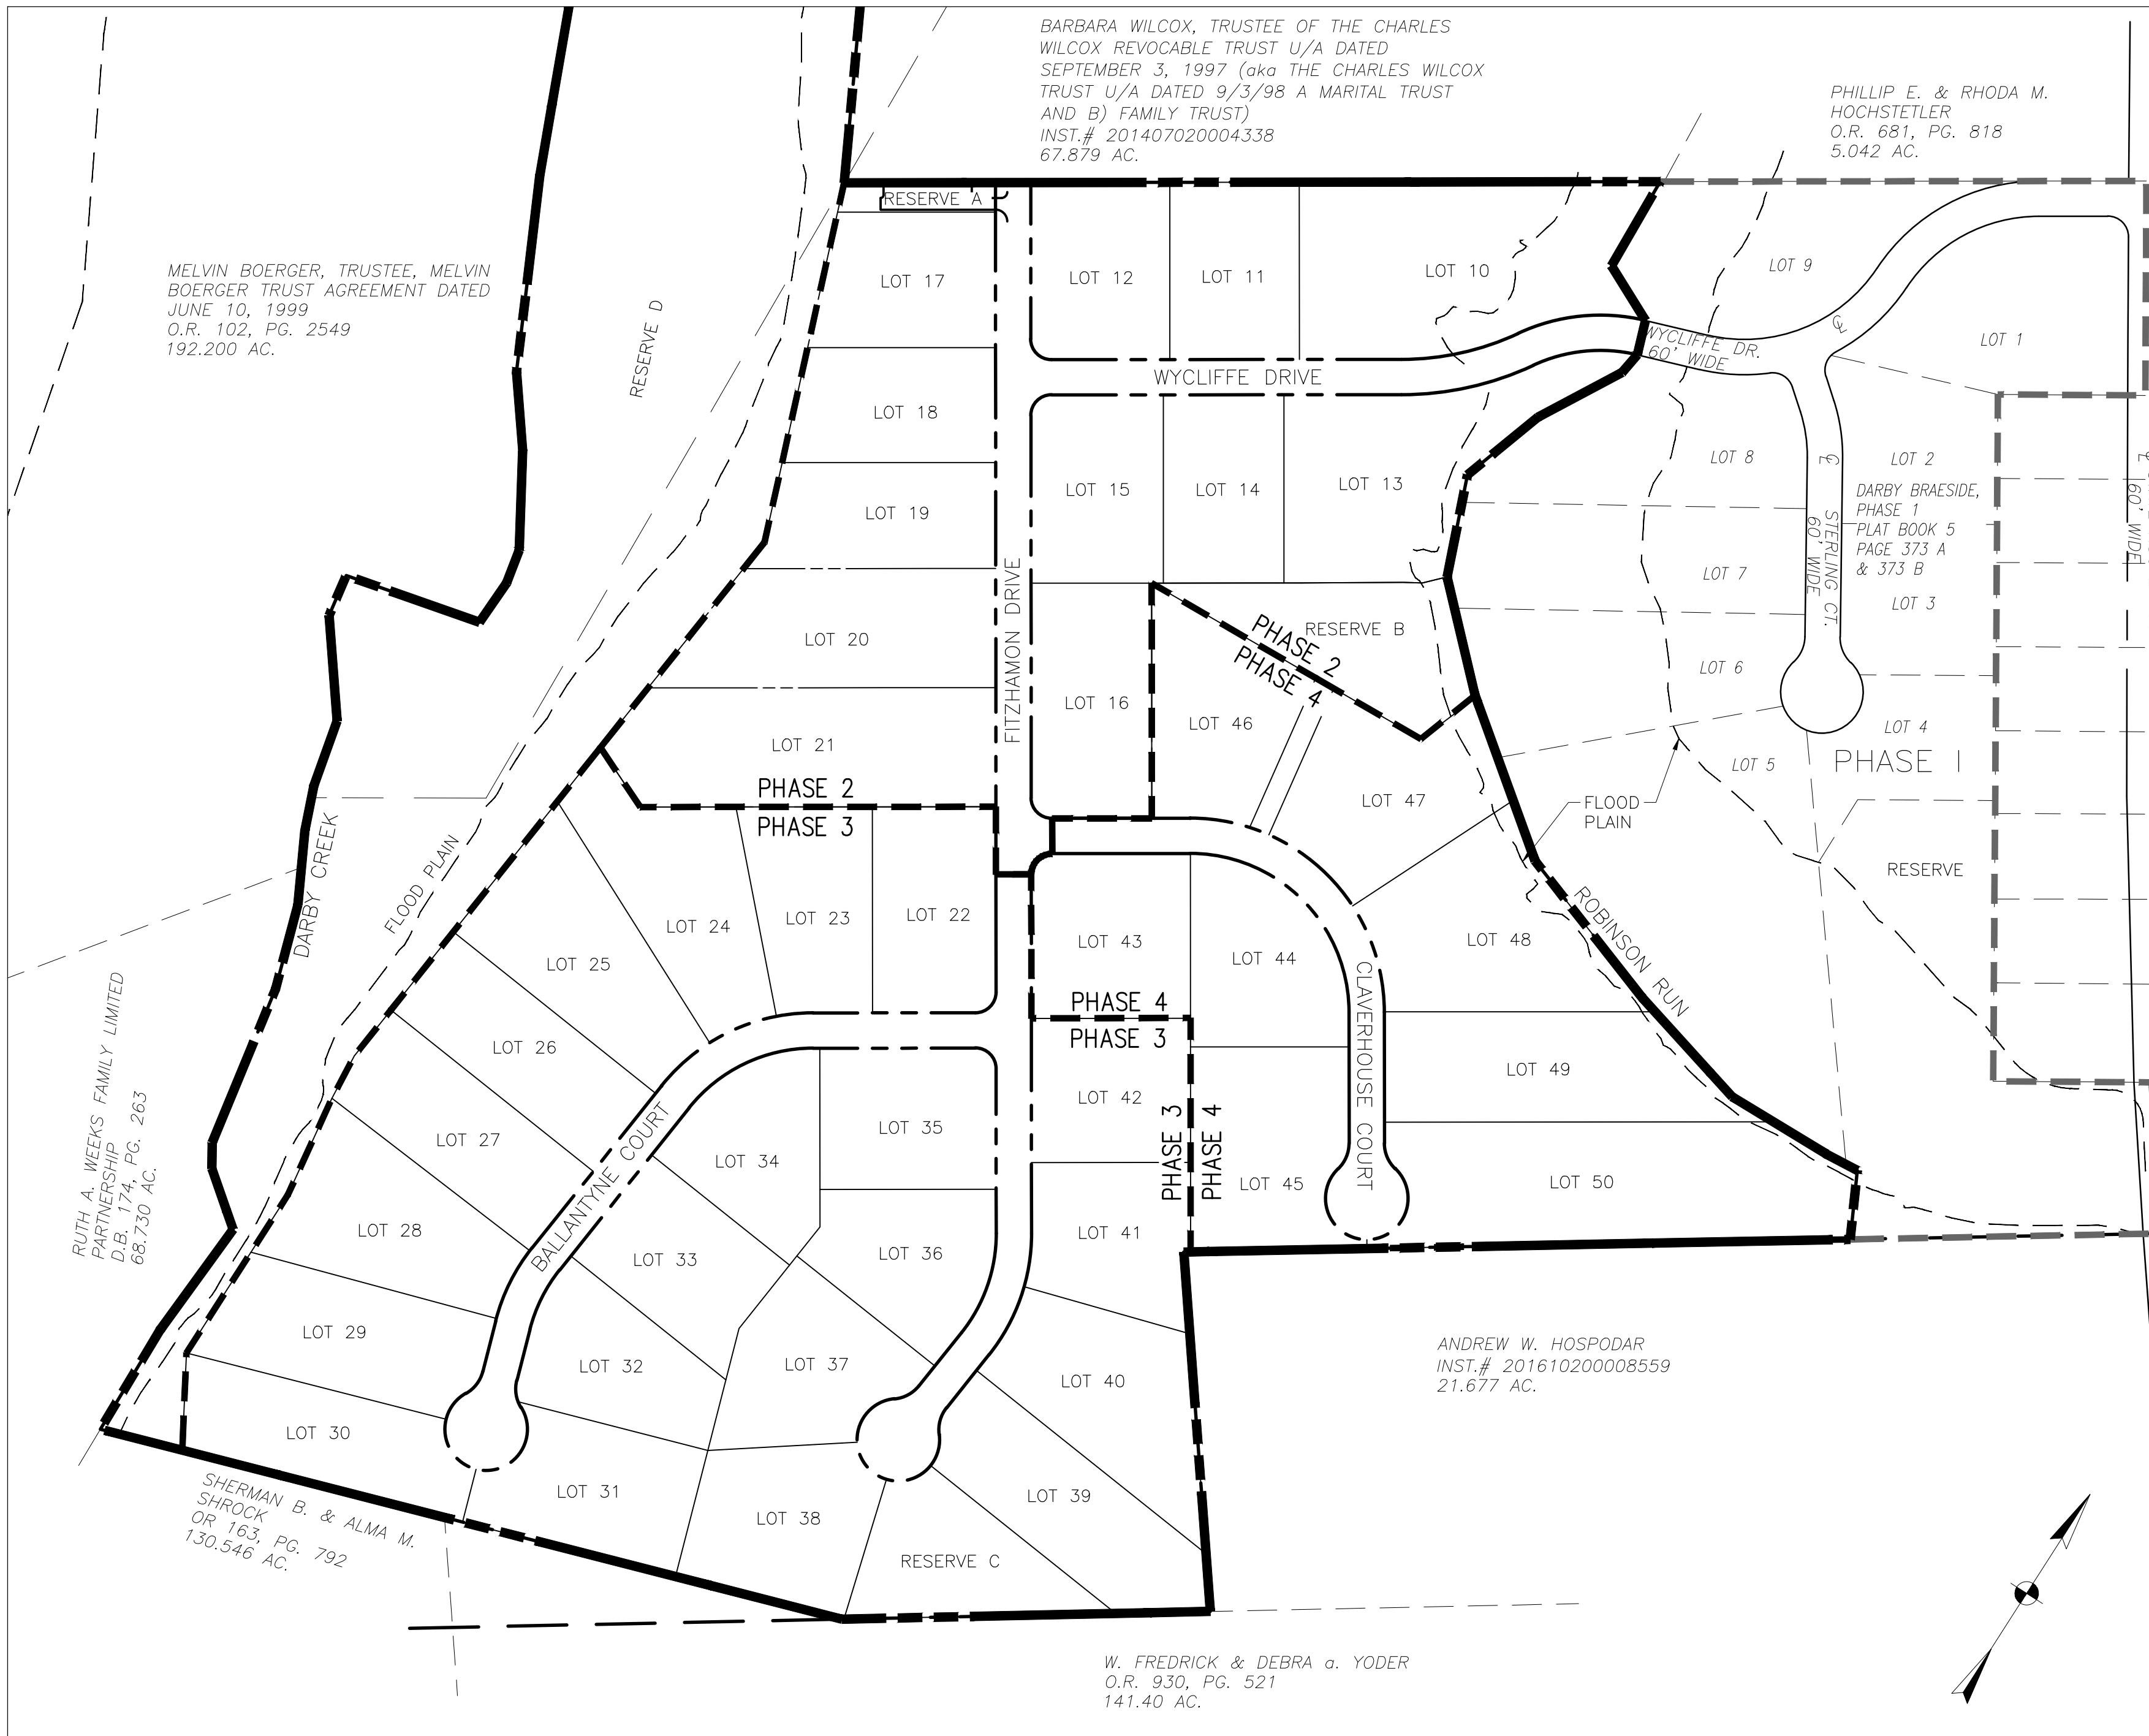 BARBARA WILCOX, TRUSTEE OF THE CHARLES
WILCOX REVOCABLE TRUST U/A DATED
SEPTEMBER 3, 1997 (aka THE CHARLES WILCOX
TRUST U/A DATED 9/3/98 A MARITAL TRUST
AND B) FAMILY TRUST)
INST.# 201407020004338
67.879 AC.
PHILLIP E. & RHODA M.
HOCHSTETLER
O.R. 681, PG. 818
5.042 AC.
MELVIN BOERGER, TRUSTEE, MELVIN
BOERGER TRUST AGREEMENT DATED
JUNE 10, 1999
O.R. 102, PG. 2549
192.200 AC.
RESERVE D
RESERVE A
LOT 17
LOT 12
LOT 11
LOT 10
LOT 9
LOT 1
WYCLIFFE DR.
60' WIDE
WYCLIFFE DRIVE
LOT 18
LOT 19
LOT 15
LOT 14
LOT 13
LOT 8
LOT 2
DARBY BRAESIDE,
PHASE 1
PLAT BOOK 5
PAGE 373 A
& 373 B
STERLING CT.
60' WIDE
60' WIDE
LOT 7
LOT 3
FITZHAMON DRIVE
LOT 20
LOT 16
RESERVE B
PHASE 2
PHASE 4
LOT 6
LOT 46
LOT 21
LOT 4
LOT 5
PHASE I
PHASE 2
PHASE 3
LOT 47
FLOOD
PLAIN
RESERVE
DARBY CREEK
FLOOD PLAIN
LOT 24
LOT 23
LOT 22
LOT 43
LOT 44
LOT 48
ROBINSON RUN
LOT 25
LOT 26
PHASE 4
PHASE 3
CLAVERHOUSE COURT
LOT 49
RUTH A. WEEKS FAMILY LIMITED
PARTNERSHIP
D.B. 174, PG. 263
68.730 AC.
LOT 27
BALLANTYNE COURT
LOT 34
LOT 35
LOT 42
PHASE 3
PHASE 4
LOT 45
LOT 50
LOT 28
LOT 33
LOT 36
LOT 41
LOT 29
LOT 32
LOT 37
LOT 40
ANDREW W. HOSPODAR
INST.# 201610200008559
21.677 AC.
LOT 30
LOT 31
LOT 38
LOT 39
RESERVE C
SHERMAN B. & ALMA M.
SHROCK
OR 163, PG. 792
130.546 AC.
W. FREDRICK & DEBRA a. YODER
O.R. 930, PG. 521
141.40 AC.